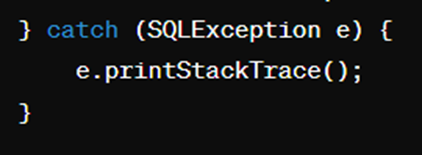 } catch (SQLException e) {
    e.printStackTrace();
}